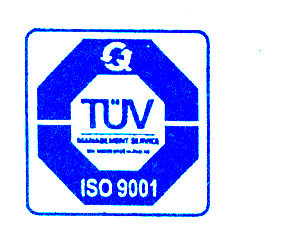 TÜV
MANAGEMENT SERVICE
ISO 9001